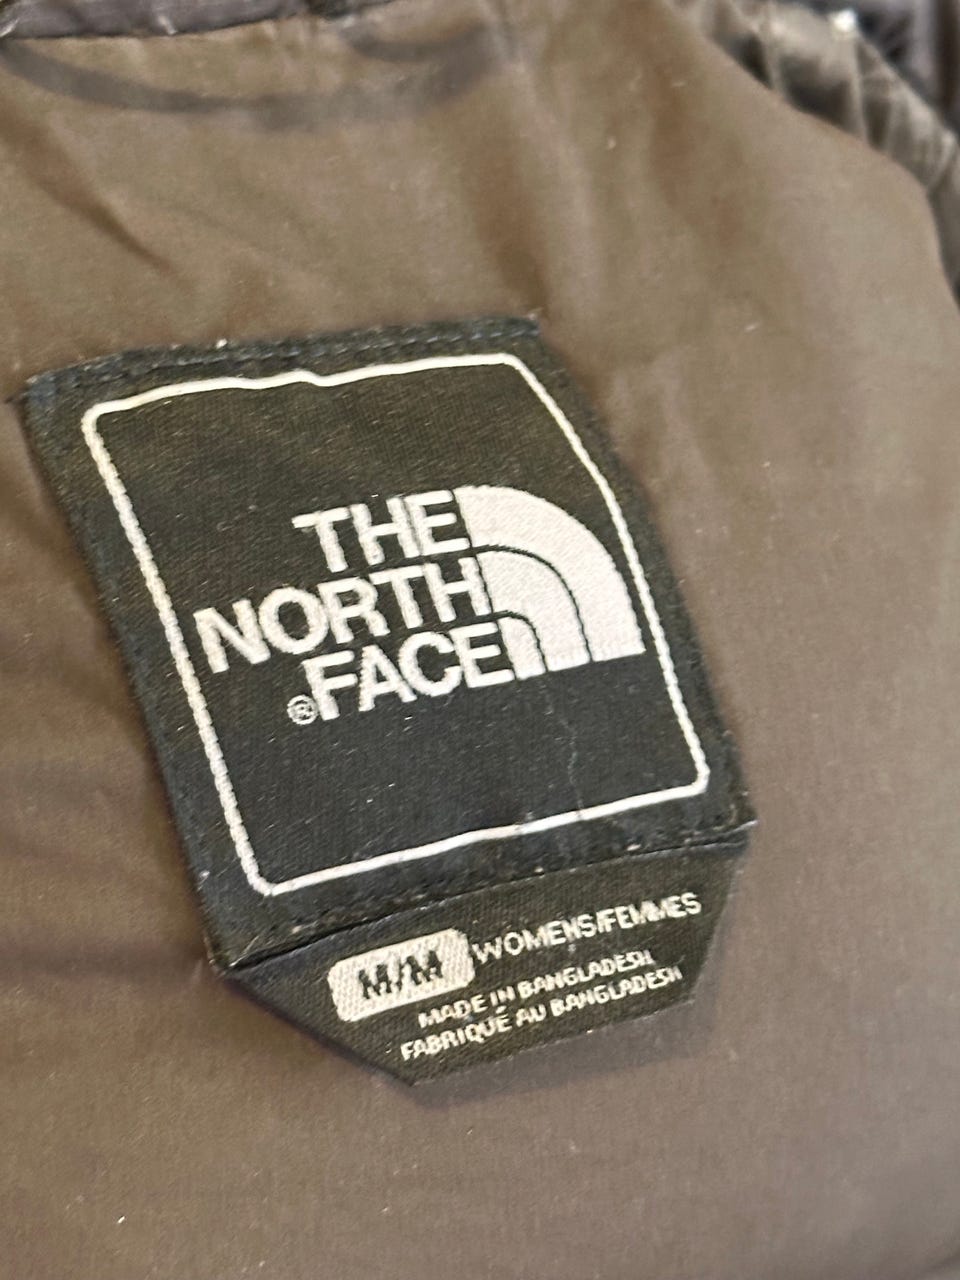 THE
NORTH
FACE
®
M/M WOMENS/FEMMES
MADE IN BANGLADESH
FABRIQUÉ AU BANGLADESH